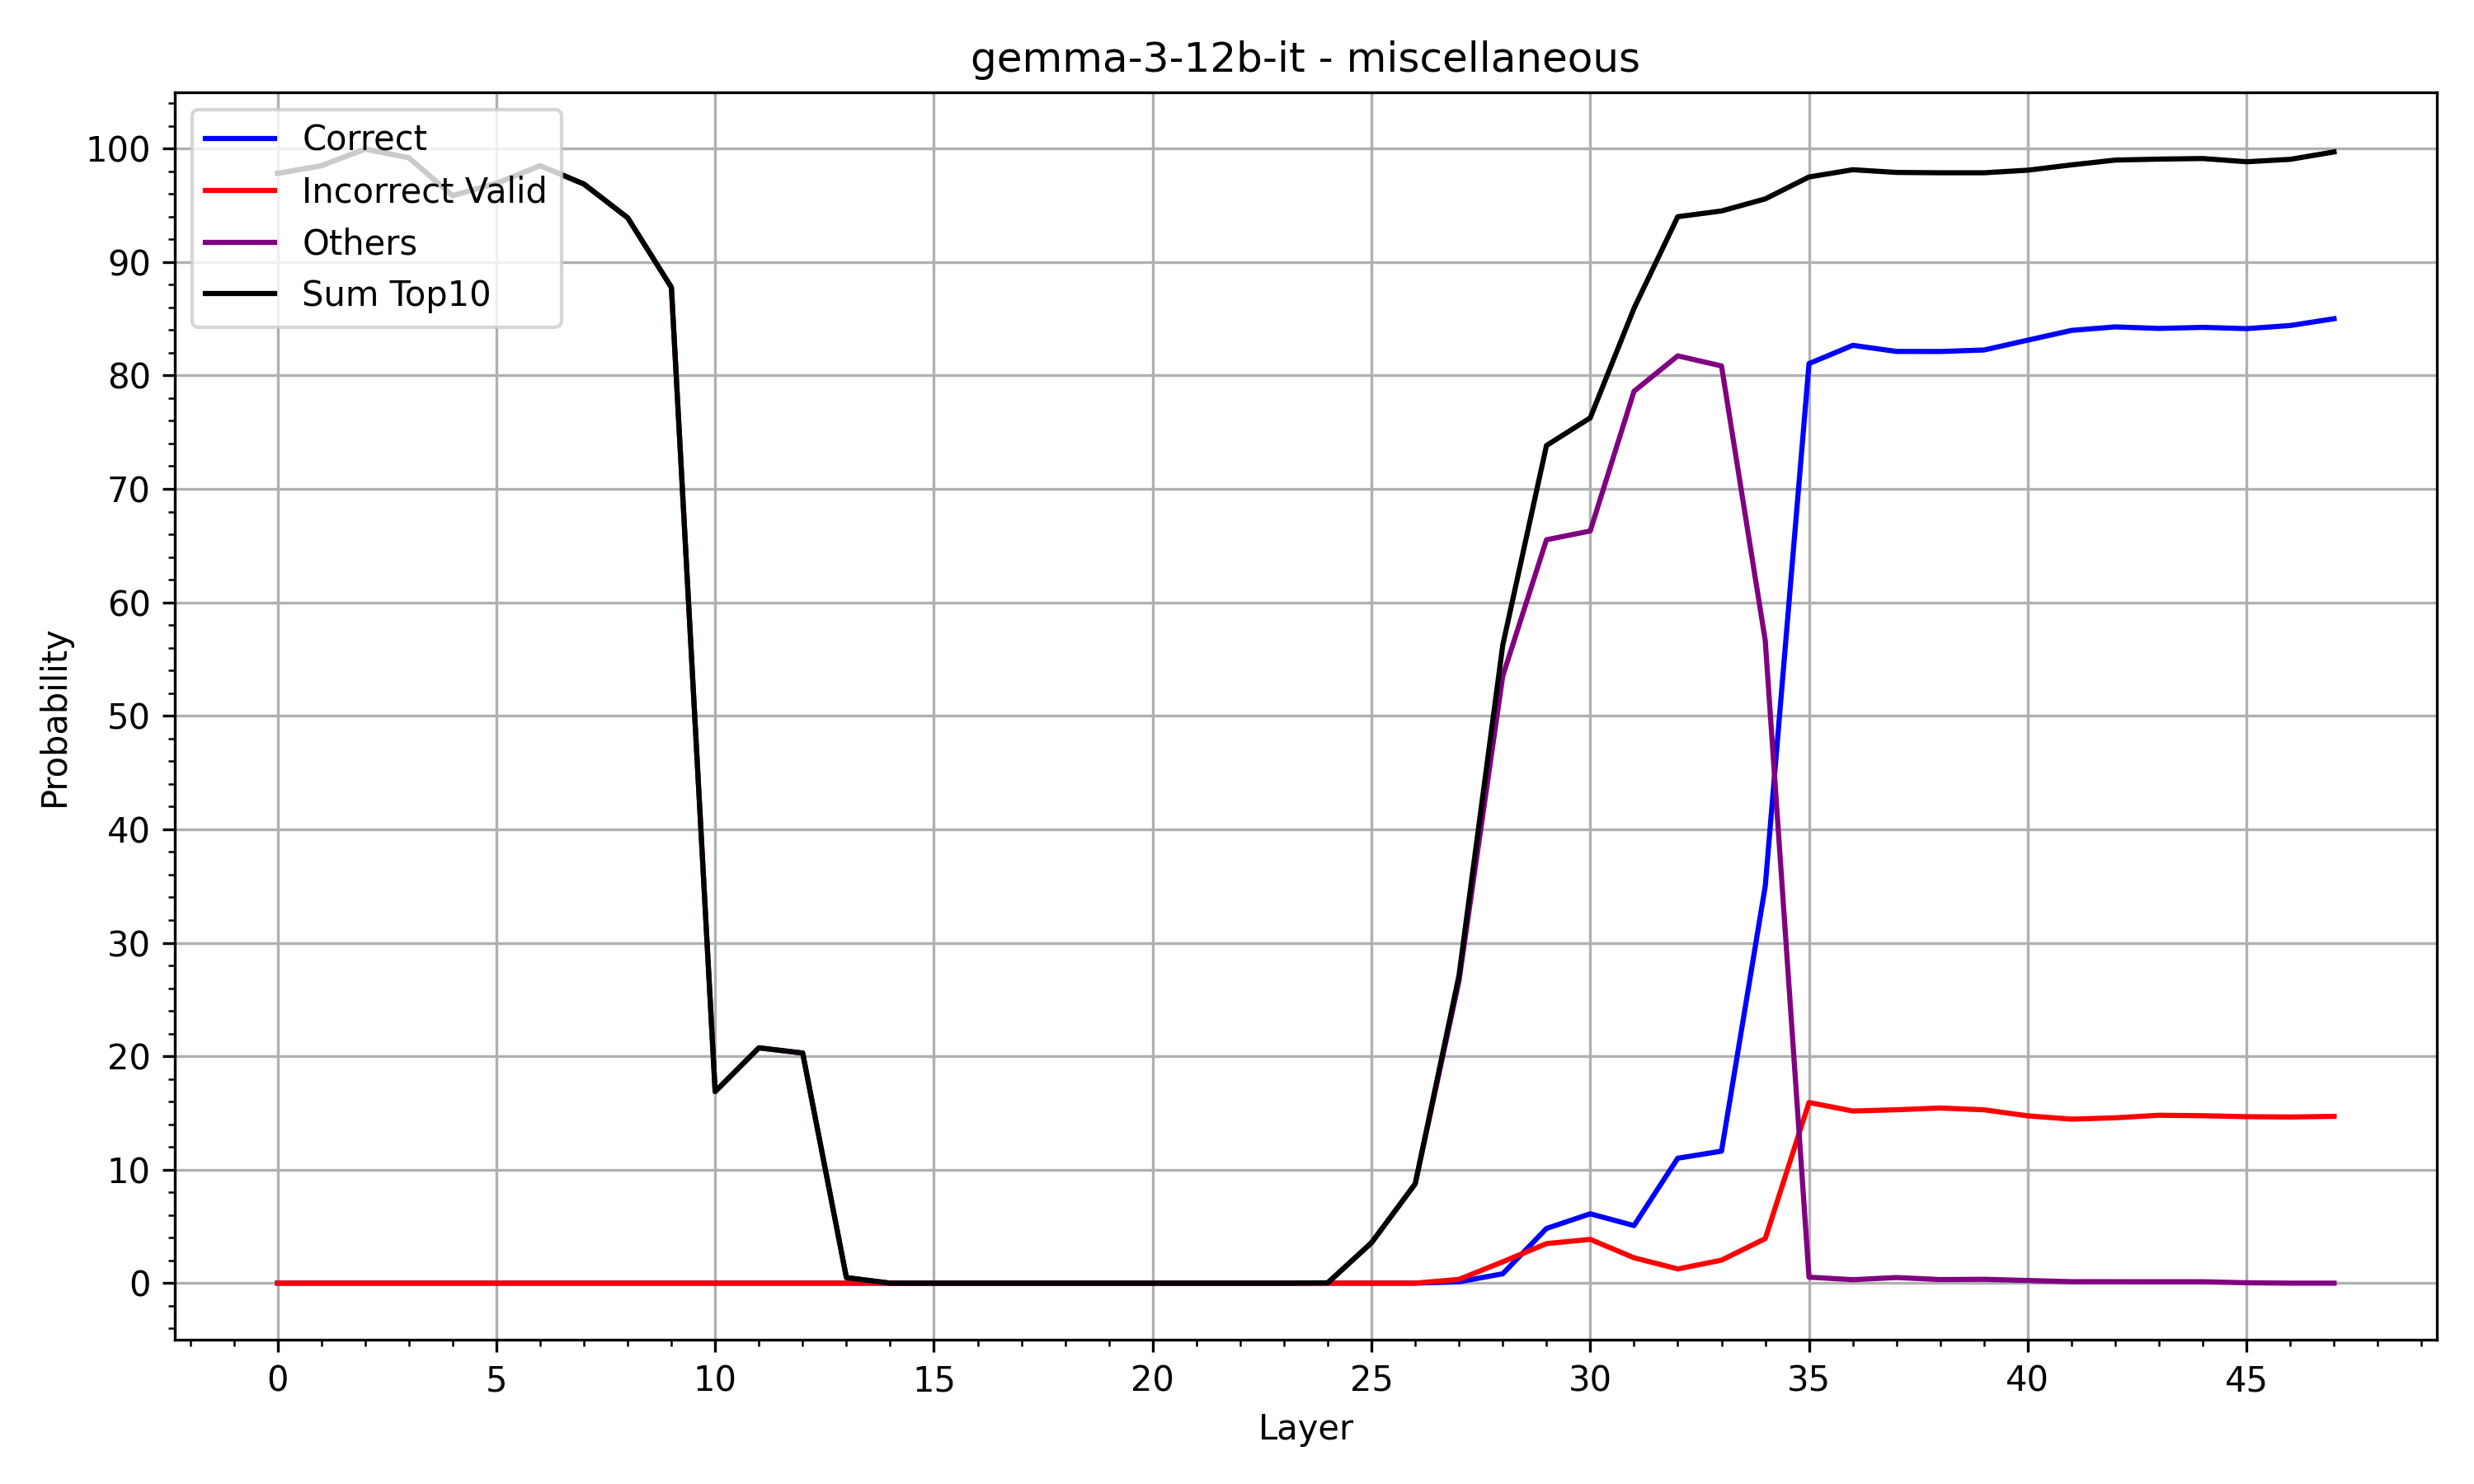 gemma-3-12b-it - miscellaneous
Correct
Incorrect Valid
Others
Sum Top10
100
90
80
70
60
50
40
30
20
10
0
Probability
0 5 10 15 20 25 30 35 40 45
Layer